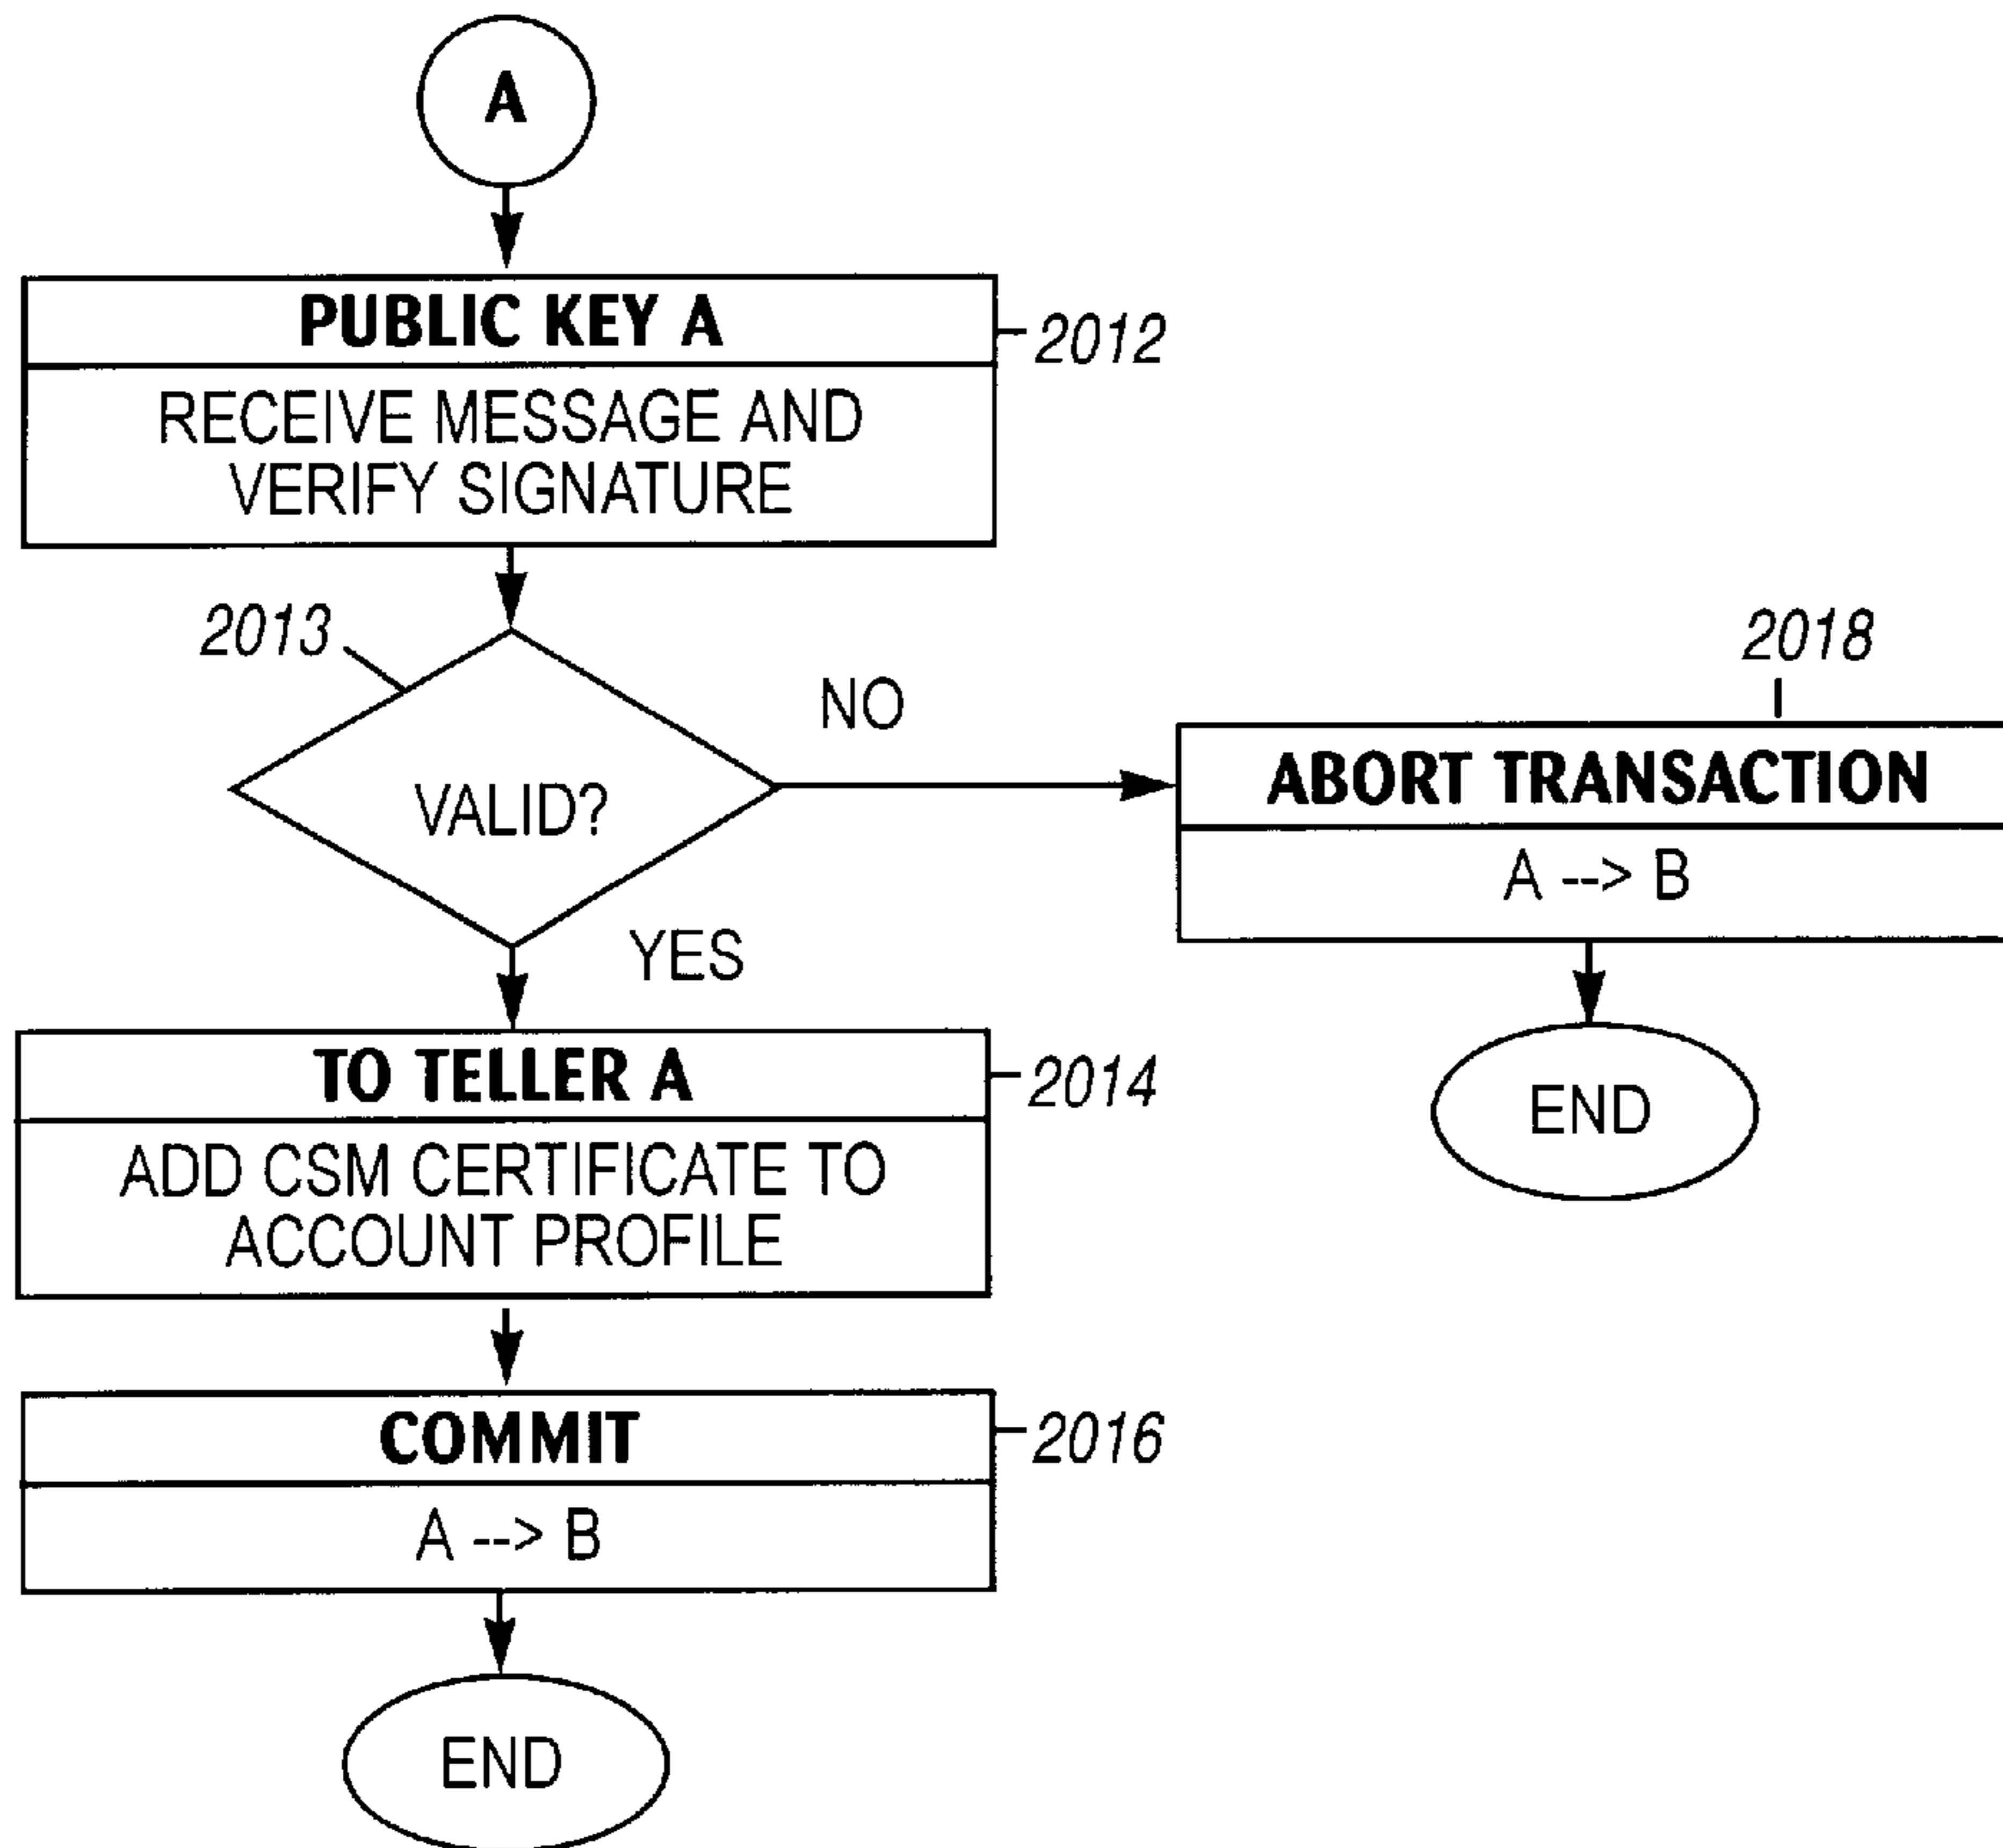 A
PUBLIC KEY A
2012
RECEIVE MESSAGE AND
VERIFY SIGNATURE
2013
VALID?
NO
YES
2018
ABORT TRANSACTION
A --> B
END
TO TELLER A
2014
ADD CSM CERTIFICATE TO
ACCOUNT PROFILE
COMMIT
2016
A --> B
END